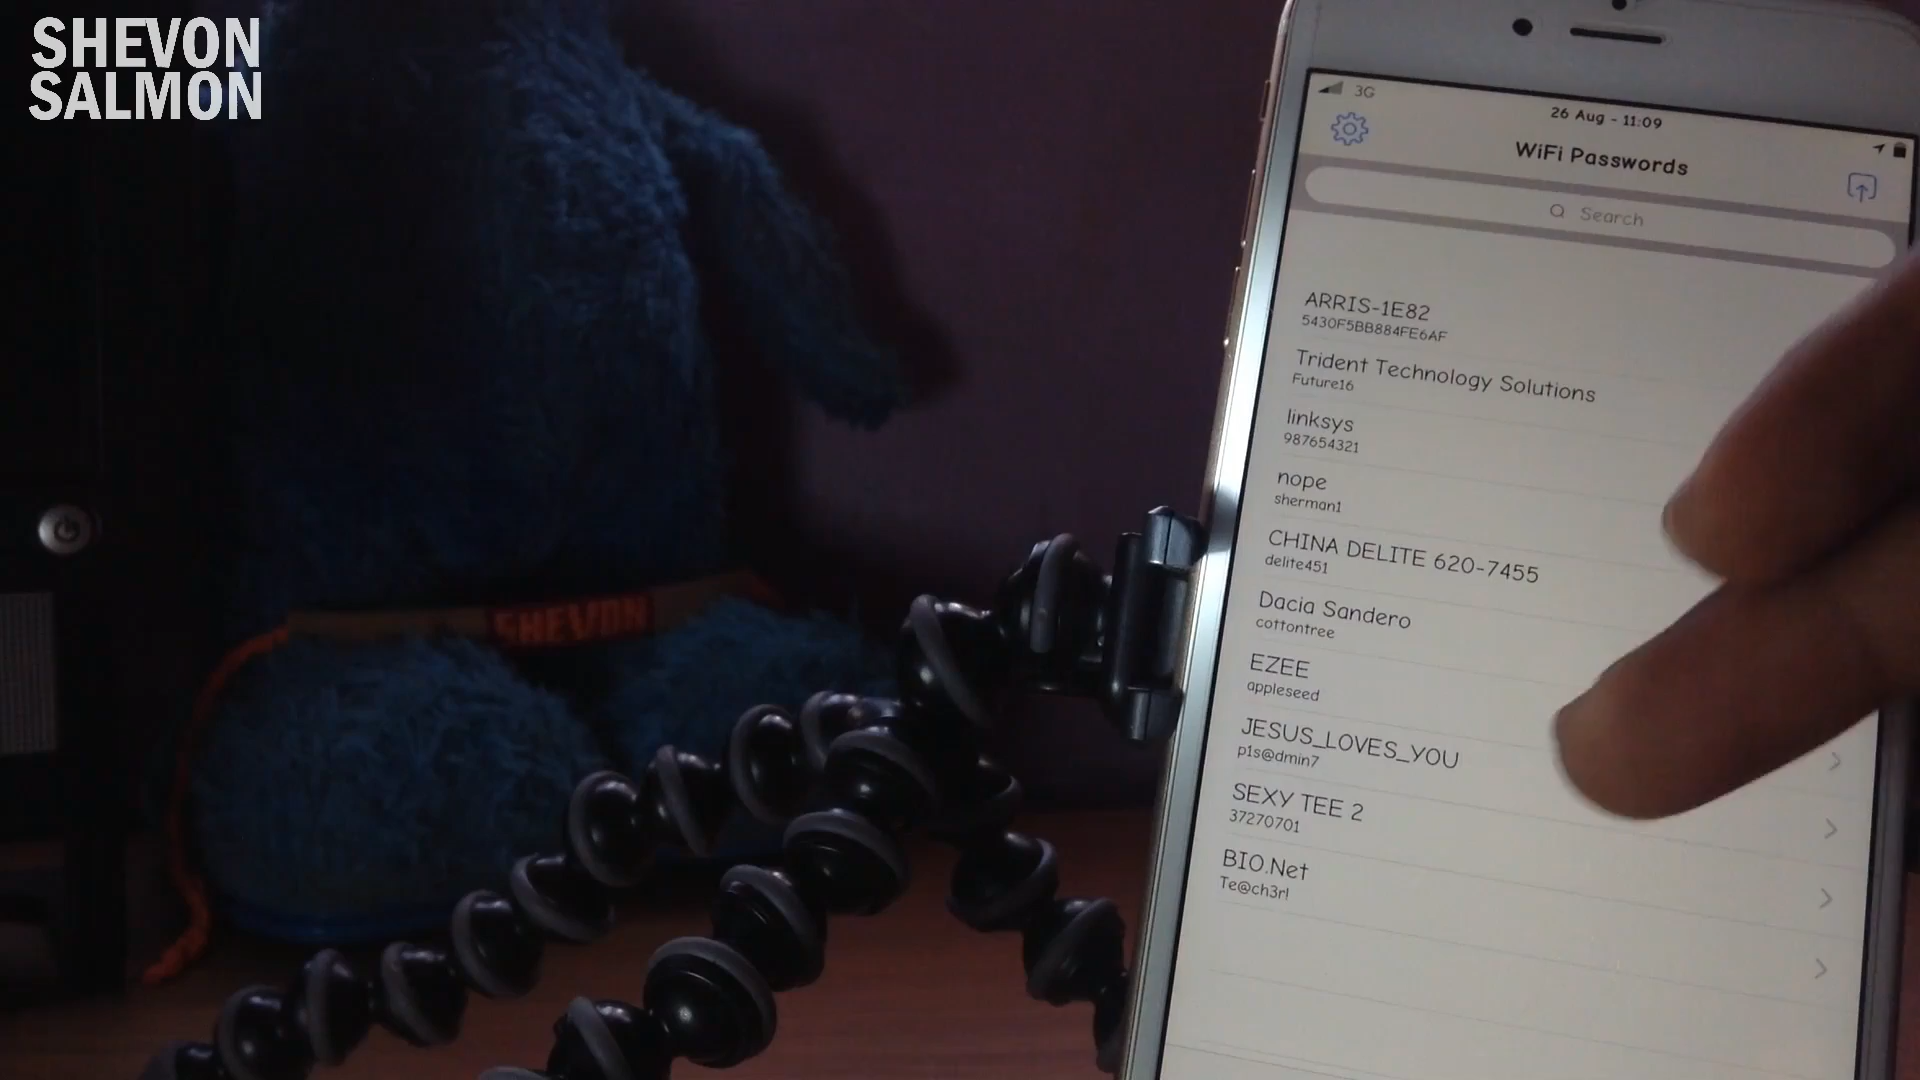 SHEVON
SALMON
3G
26 Aug - 11:09
WiFi Passwords
Search
ARRIS-1E82
5430F5BB884FE6AF
Trident Technology Solutions
Future16
linksys
987654321
nope
sherman1
CHINA DELITE 620-7455
delite451
Dacia Sandero
cottontree
EZEE
appleseed
JESUS_LOVES_YOU
p1s@dmin7
SEXY TEE 2
37270701
BIO.Net
Te@ch3r!
SHEVON